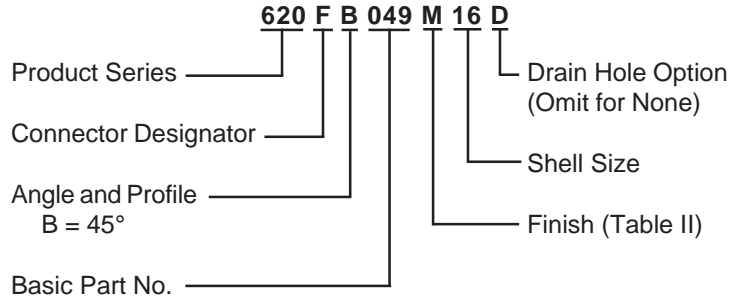 620 F B 049 M 16 D
Product Series
Connector Designator
Angle and Profile
B = 45°
Basic Part No.
Drain Hole Option
(Omit for None)
Shell Size
Finish (Table II)